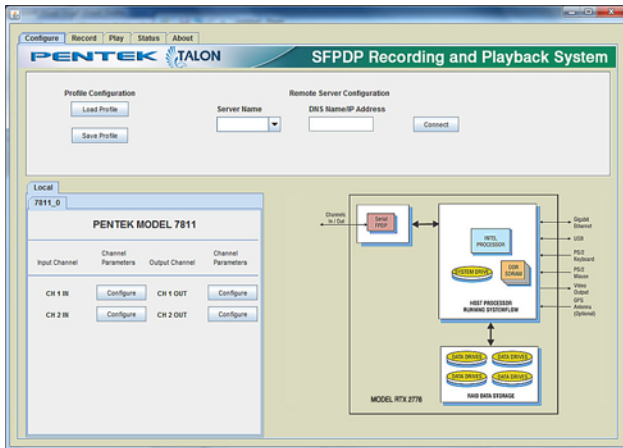 Configure Record Play Status About
PENTEK TALON SFPDP Recording and Playback System
Profile Configuration Remote Server Configuration
Load Profile Server Name DNS Name/IP Address
Connect
Save Profile
Local
7811_0
PENTEK MODEL 7811
Input Channel Channel Parameters Output Channel Channel Parameters
CH 1 IN Configure CH 1 OUT Configure
CH 2 IN Configure CH 2 OUT Configure
Channels
In / Out
Serial
FPDP
INTEL
PROCESSOR
SYSTEM DRIVE
DDR
SDRAM
HOST PROCESSOR
RUNNING SYSTEMFLOW
Gigabit
Ethernet
USB
PS/2
Keyboard
PS/2
Mouse
Video
Output
GPS
Antenna
(Optional)
DATA DRIVES DATA DRIVES
DATA DRIVES DATA DRIVES
MODEL RTX 2776 RAID DATA STORAGE